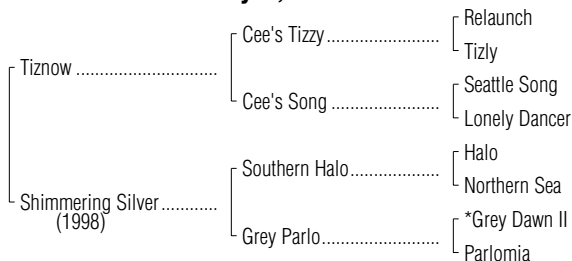 Relaunch
Cee's Tizzy
Tizly
Tiznow
Seattle Song
Cee's Song
Lonely Dancer
Halo
Southern Halo
Northern Sea
Shimmering Silver
(1998)
*Grey Dawn II
Grey Parlo
Parlomia